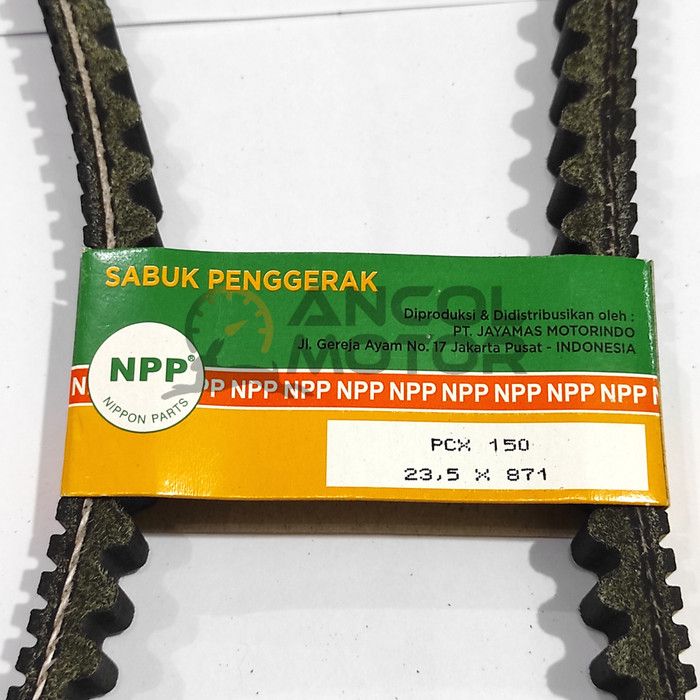 SABUK PENGGERAK
ANCOL
MOTOR
Diproduksi & Didistribusikan oleh :
PT. JAYAMAS MOTORINDO
Jl. Gereja Ayam No. 17 Jakarta Pusat - INDONESIA
NPP®
NIPPON PARTS
N PP NPP NPP NPP NPP NPP NPP NPP NPP N
PCX 150
23,5 X 871